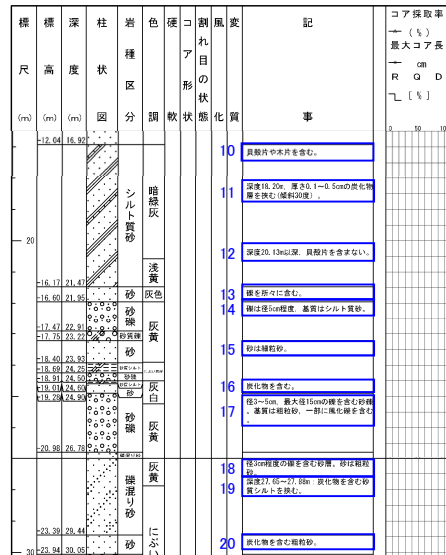 標尺 (m)
標高 (m)
深度 (m)
柱状図
岩種区分
色調
硬軟
コア形状
割れ目の状態
風化
変質
記事
コア採取率
(%)
最大コア長
cm
R Q D
[%]
0 50 100
-12.04 16.92
シルト質砂
暗緑灰
10 貝殻片や木片を含む。
11 深度18.20m、厚さ0.1~0.5cmの炭化物
層を挟む(傾斜30度)。
20
12 深度20.13m以深、貝殻片を含まない。
浅黄
-16.17 21.47
砂
灰色
13 礫を所々に含む。
-16.60 21.95
砂礫
灰黄
14 礫は径5cm程度、基質はシルト質砂。
-17.47 22.91
砂質礫
-17.75 23.22
砂
15 砂は細粒砂。
-18.40 23.93
-18.69 24.25
砂礫
-18.91 24.50
-19.01 24.60
砂
灰白
16 炭化物を含む。
-19.28 24.90
砂礫
灰黄
17 径3~5cm、最大径15cmの礫を含む砂礫
、基質は粗粒砂、一部に風化礫を含む
-20.98 26.78
礫混り砂
灰黄
18 径3cm程度の礫を含む砂層。砂は粗粒
砂。
19 深度27.65~27.88m:炭化物を含む砂
質シルトを挟む。
-23.39 29.44
砂
にぶい
20 炭化物を含む粗粒砂。
-23.94 30.05
30